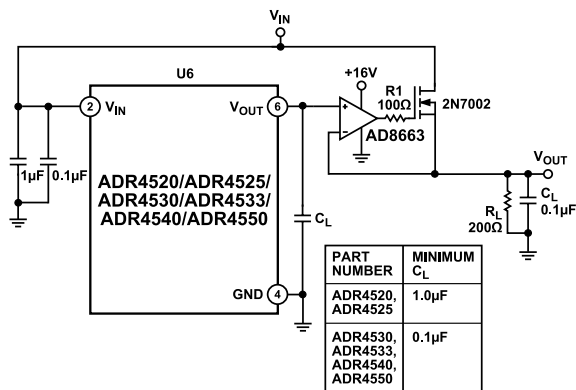 VIN
U6
+16V
R1
100Ω
2N7002
2
VIN
VOUT
6
+
–
AD8663
1µF
0.1µF
ADR4520/ADR4525/
ADR4530/ADR4533/
ADR4540/ADR4550
CL
VOUT
RL
200Ω
CL
0.1µF
GND
4
PART
NUMBER
MINIMUM
CL
ADR4520,
ADR4525
1.0µF
ADR4530,
ADR4533,
ADR4540,
ADR4550
0.1µF